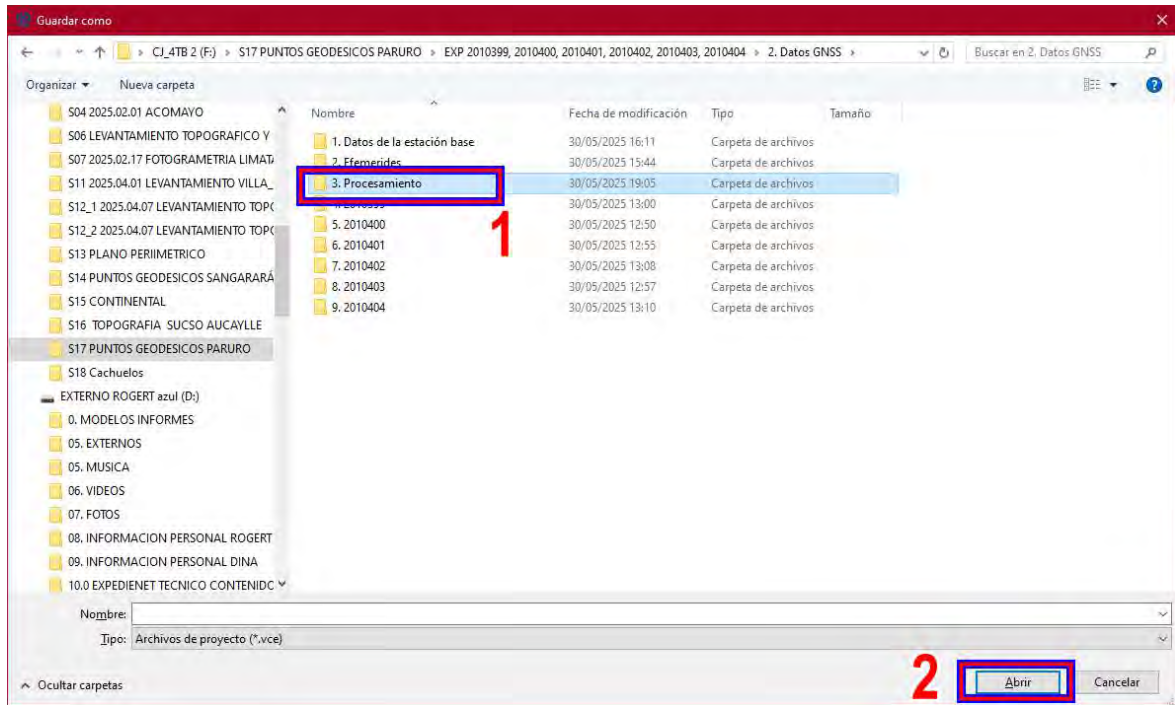 Guardar como
CJ_4TB 2 (F:) > S17 PUNTOS GEODESICOS PARURO > EXP 2010399, 2010400, 2010401, 2010402, 2010403, 2010404 > 2. Datos GNSS >
Buscar en 2. Datos GNSS
Organizar
Nueva carpeta
S04 2025.02.01 ACOMAYO
S06 LEVANTAMIENTO TOPOGRAFICO Y
S07 2025.02.17 FOTOGRAMETRIA LIMATA
S11 2025.04.01 LEVANTAMIENTO VILLA_
S12_1 2025.04.07 LEVANTAMIENTO TOPO
S12_2 2025.04.07 LEVANTAMIENTO TOPO
S13 PLANO PERIIMETRICO
S14 PUNTOS GEODESICOS SANGARARÁ
S15 CONTINENTAL
S16 TOPOGRAFIA SUCSO AUCAYLLE
S17 PUNTOS GEODESICOS PARURO
S18 Cachuelos
EXTERNO ROGERT azul (D:)
0. MODELOS INFORMES
05. EXTERNOS
05. MUSICA
06. VIDEOS
07. FOTOS
08. INFORMACION PERSONAL ROGERT
09. INFORMACION PERSONAL DINA
10.0 EXPEDIENET TECNICO CONTENIDO
Nombre Fecha de modificación Tipo Tamaño
1. Datos de la estación base 30/05/2025 16:11 Carpeta de archivos
2. Efemerides 30/05/2025 15:44 Carpeta de archivos
3. Procesamiento 30/05/2025 19:05 Carpeta de archivos
4. 2010399 30/05/2025 13:00 Carpeta de archivos
5. 2010400 30/05/2025 12:50 Carpeta de archivos
6. 2010401 30/05/2025 12:55 Carpeta de archivos
7. 2010402 30/05/2025 13:08 Carpeta de archivos
8. 2010403 30/05/2025 12:57 Carpeta de archivos
9. 2010404 30/05/2025 13:10 Carpeta de archivos
1
Nombre:
Tipo: Archivos de proyecto (*.vce)
Ocultar carpetas
2
Abrir
Cancelar